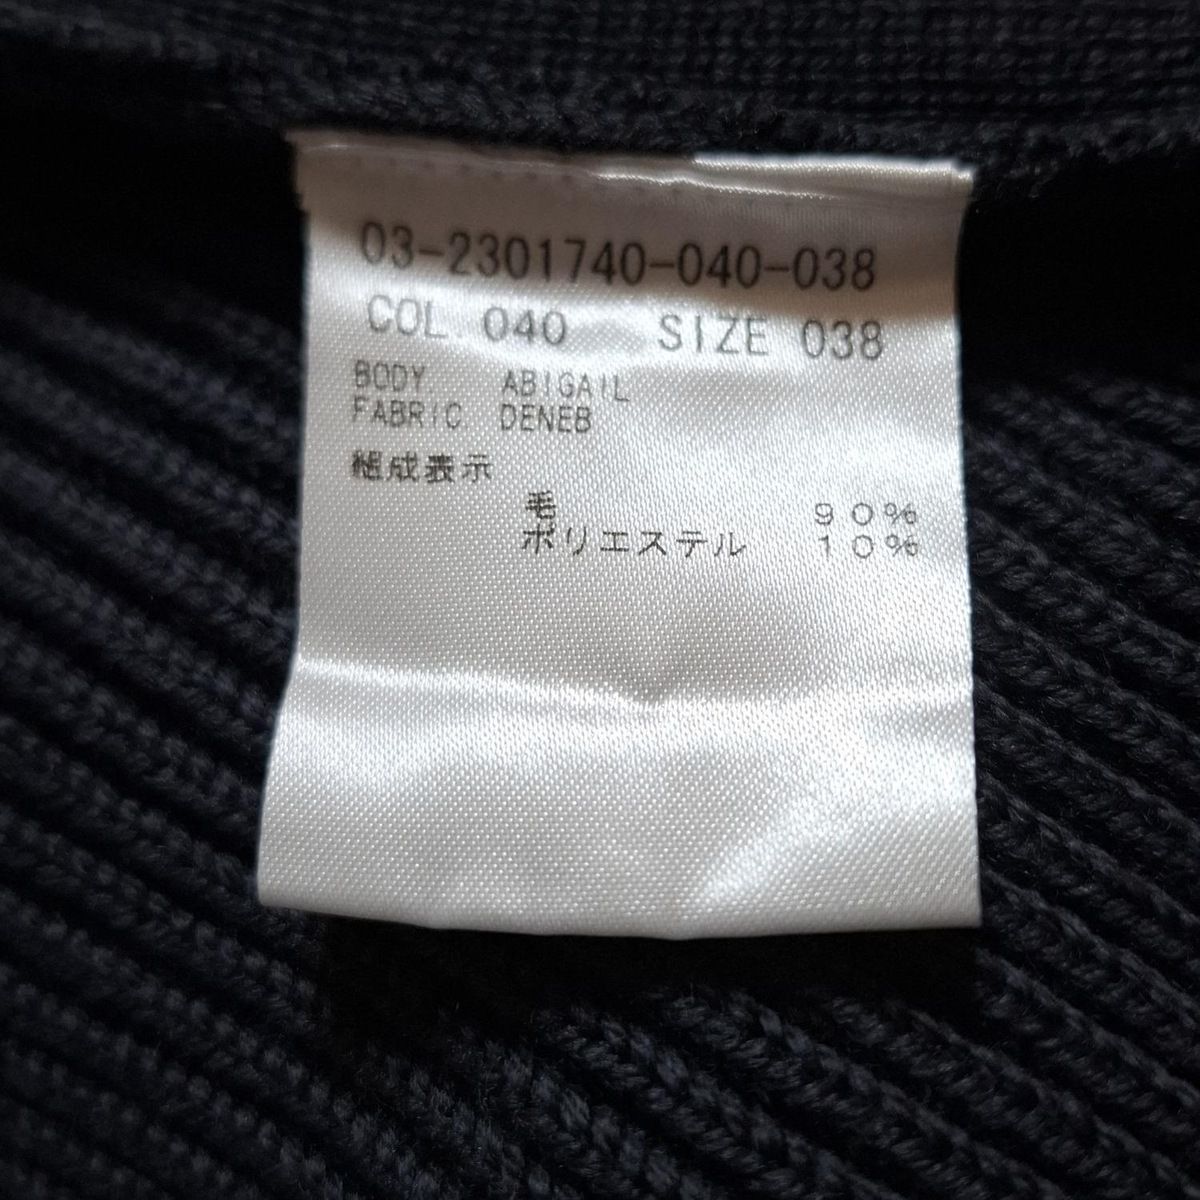 03-2301740-040-038
COL. 040 SIZE 038
BODY ABIGAIL
FABRIC. DENEB
組成表示
毛 90%
ポリエステル 10%